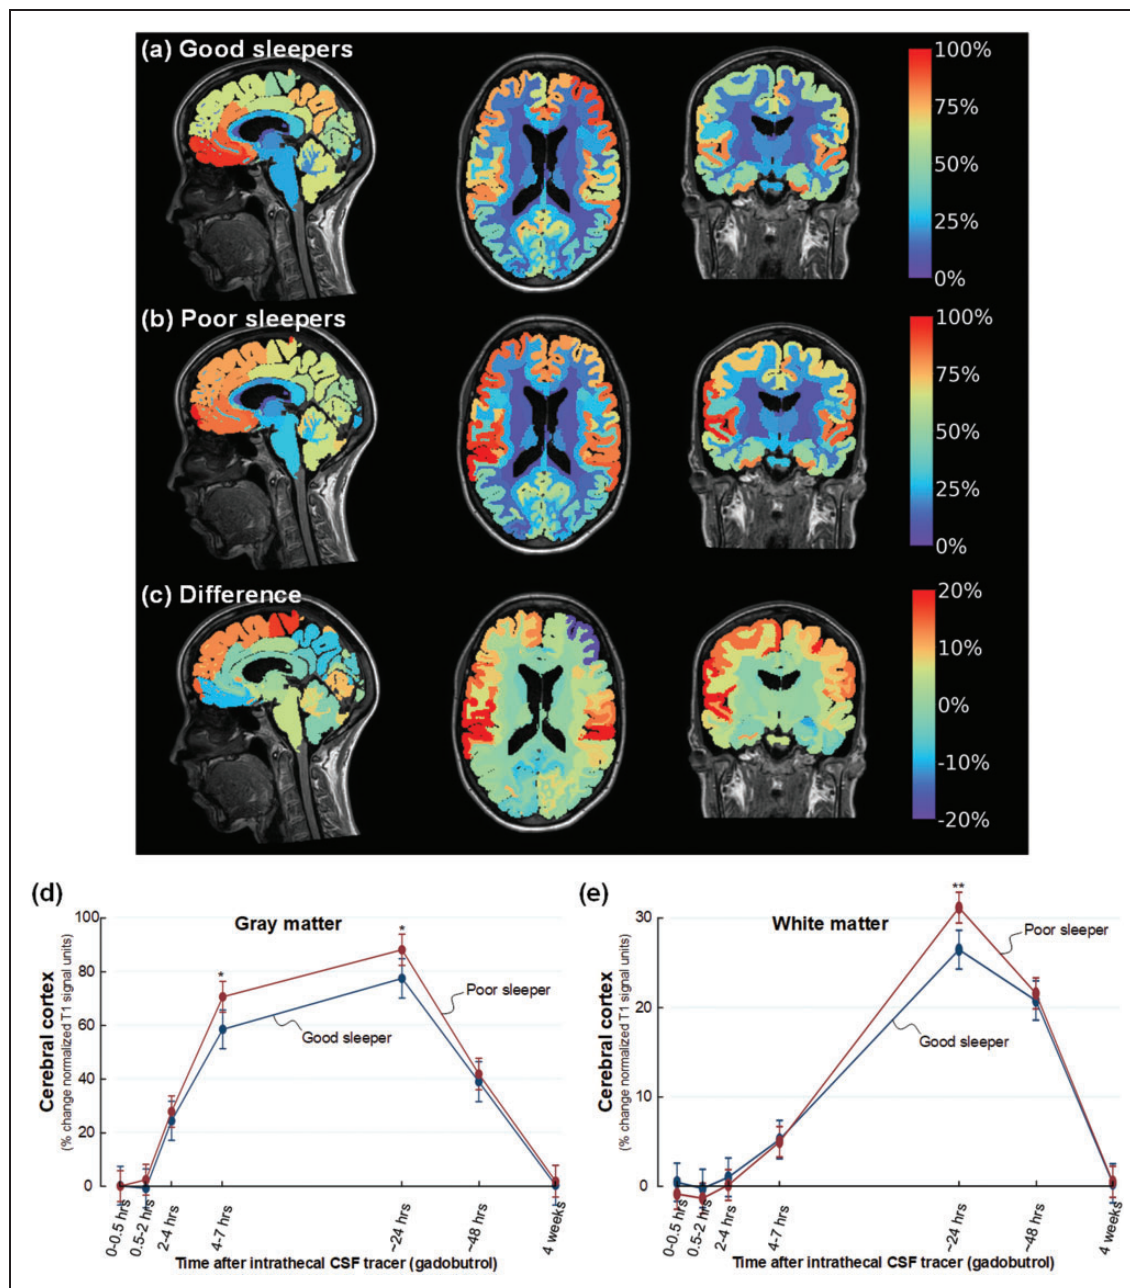 (a) Good sleepers
100%
75%
50%
25%
0%
(b) Poor sleepers
100%
75%
50%
25%
0%
(c) Difference
20%
10%
0%
-10%
-20%
(d)
Gray matter
Cerebral cortex
(% change normalized T1 signal units)
100
80
60
40
20
0
*
*
Poor sleeper
Good sleeper
0-0.5 hrs
0.5-2 hrs
2-4 hrs
4-7 hrs
~24 hrs
~48 hrs
4 weeks
Time after intrathecal CSF tracer (gadobutrol)
(e)
White matter
Cerebral cortex
(% change normalized T1 signal units)
30
20
10
0
**
Poor sleeper
Good sleeper
0-0.5 hrs
0.5-2 hrs
2-4 hrs
4-7 hrs
~24 hrs
~48 hrs
4 weeks
Time after intrathecal CSF tracer (gadobutrol)